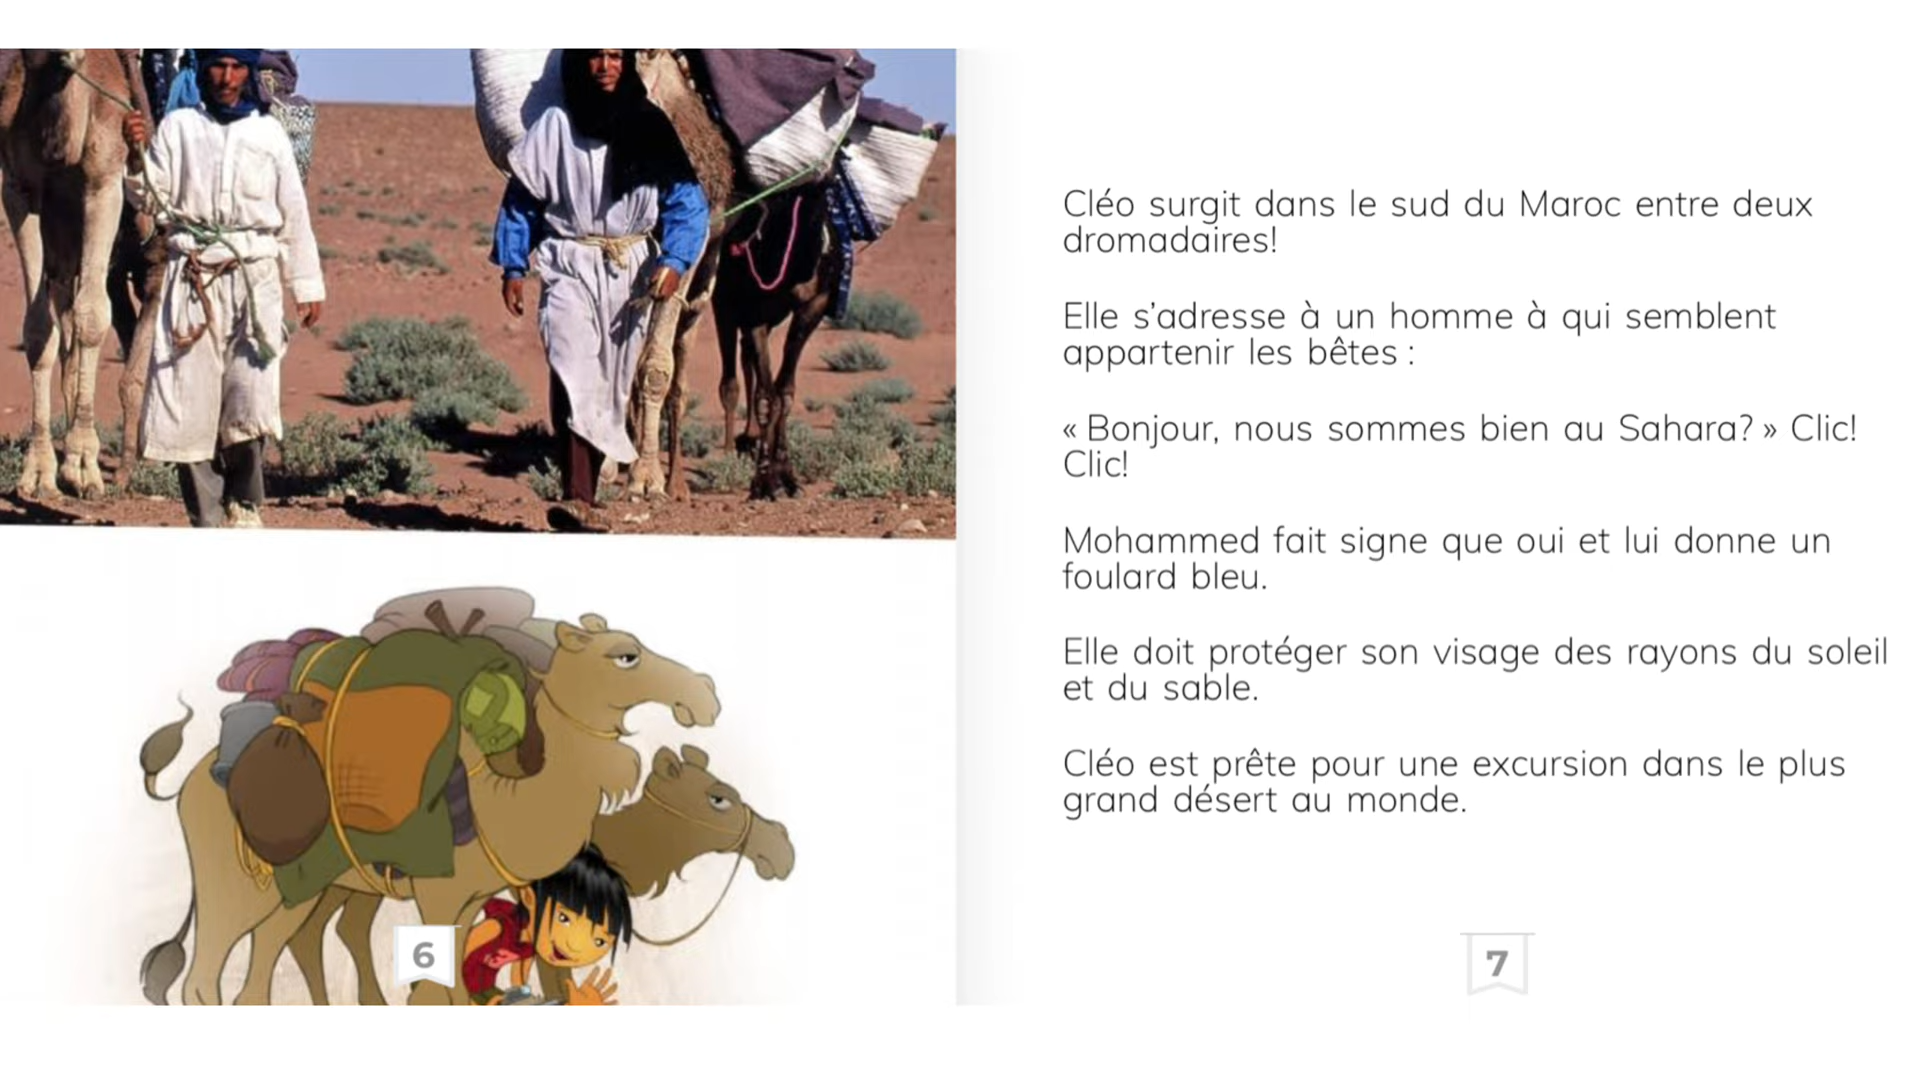 6
Cléo surgit dans le sud du Maroc entre deux
dromadaires!
Elle s’adresse à un homme à qui semblent
appartenir les bêtes :
« Bonjour, nous sommes bien au Sahara? » Clic!
Clic!
Mohammed fait signe que oui et lui donne un
foulard bleu.
Elle doit protéger son visage des rayons du soleil
et du sable.
Cléo est prête pour une excursion dans le plus
grand désert au monde.
7